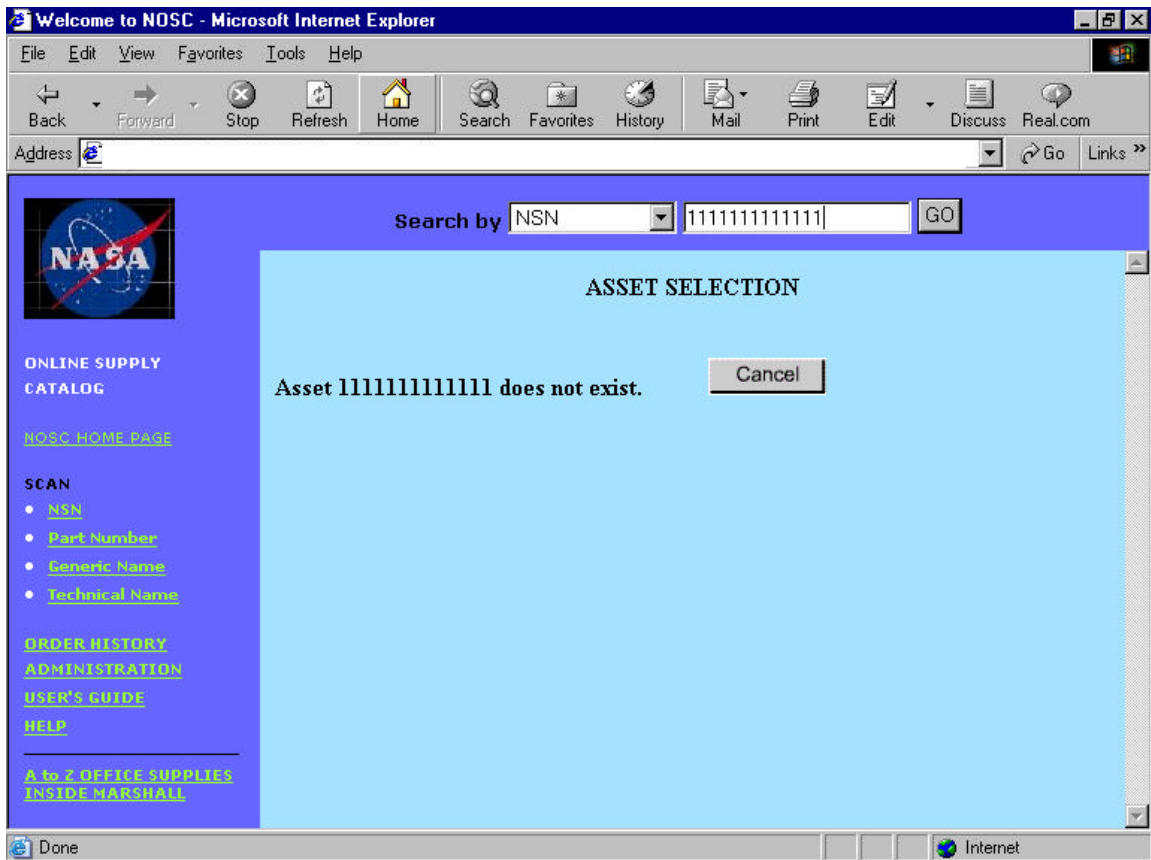 Welcome to NOSC - Microsoft Internet Explorer
File Edit View Favorites Tools Help
Back Forward Stop Refresh Home Search Favorites History Mail Print Edit Discuss Real.com
Address Go Links »
NASA
Search by NSN 1111111111111 GO
ASSET SELECTION
ONLINE SUPPLY
CATALOG
Asset 1111111111111 does not exist. Cancel
NOSC HOME PAGE
SCAN
NSN
Part Number
Generic Name
Technical Name
ORDER HISTORY
ADMINISTRATION
USER'S GUIDE
HELP
A to Z OFFICE SUPPLIES
INSIDE MARSHALL
Done Internet